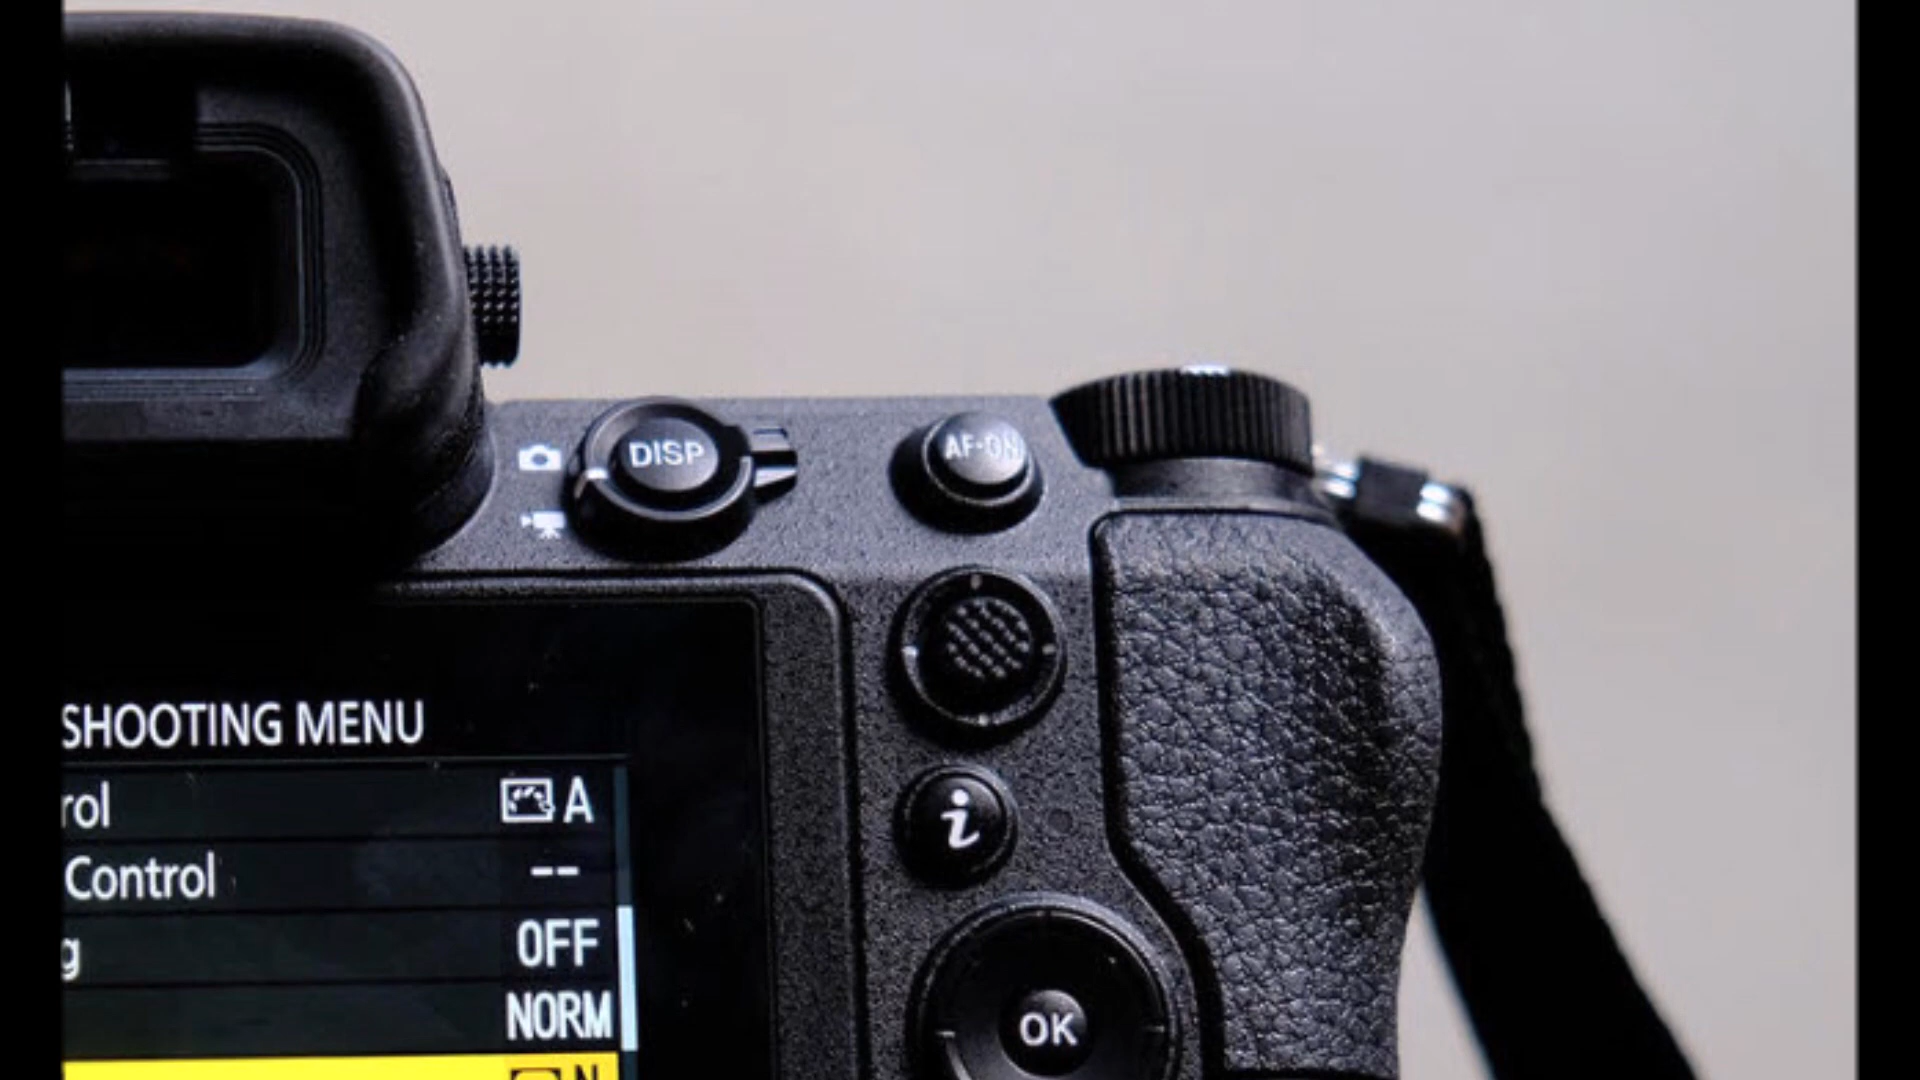 DISP
AF-ON
SHOOTING MENU
rol
A
Control
--
g
OFF
NORM
N
i
OK